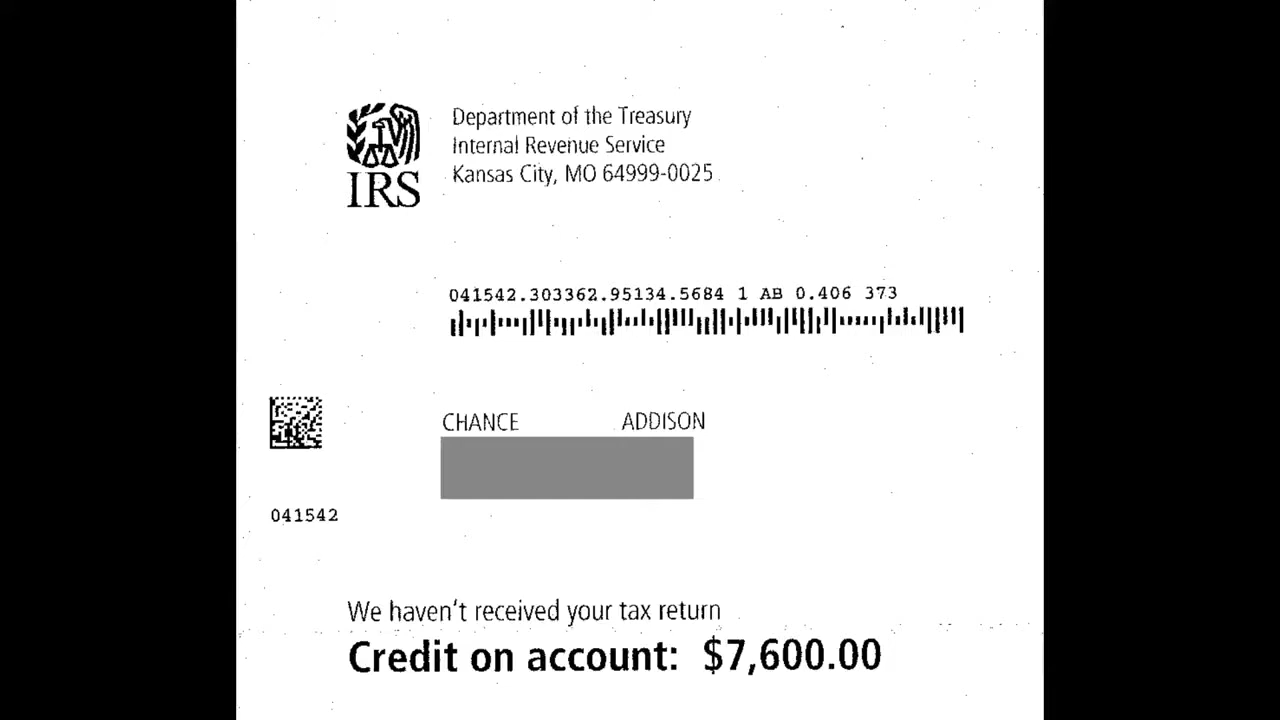 IRS
Department of the Treasury
Internal Revenue Service
Kansas City, MO 64999-0025
041542.303362.95134.5684 1 AB 0.406 373
CHANCE ADDISON
041542
We haven't received your tax return
Credit on account: $7,600.00